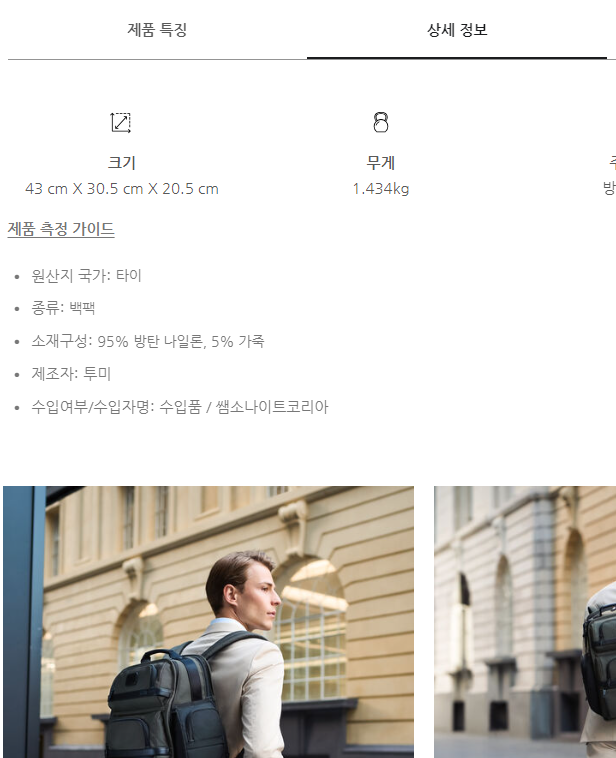 제품 특징
상세 정보
크기
43 cm X 30.5 cm X 20.5 cm
무게
1.434kg
제품 측정 가이드
• 원산지 국가: 타이
• 종류: 백팩
• 소재구성: 95% 방탄 나일론, 5% 가죽
• 제조자: 투미
• 수입여부/수입자명: 수입품 / 쌤소나이트코리아